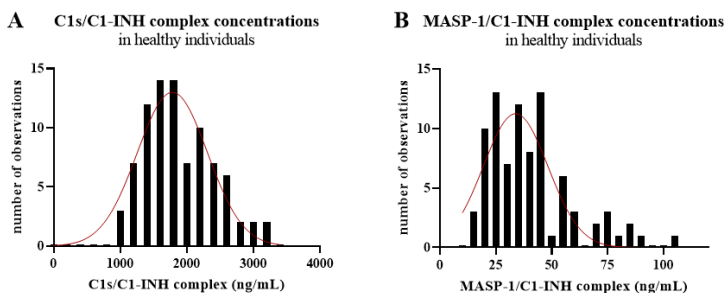 A
C1s/C1-INH complex concentrations
in healthy individuals
number of observations
15
10
5
0
0
1000
2000
3000
4000
C1s/C1-INH complex (ng/mL)
B
MASP-1/C1-INH complex concentrations
in healthy individuals
number of observations
15
10
5
0
0
25
50
75
100
MASP-1/C1-INH complex (ng/mL)